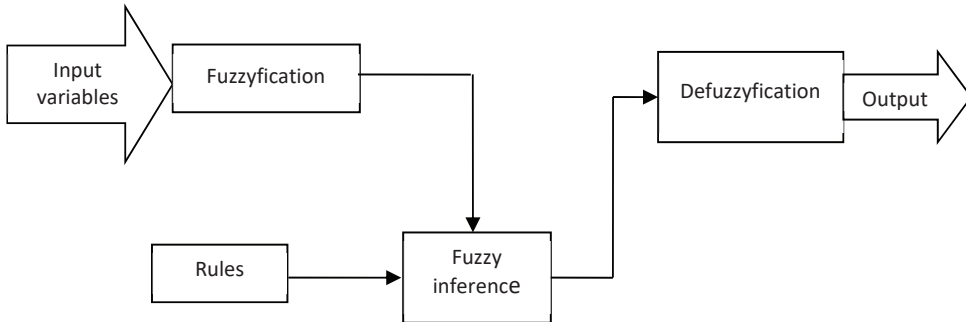 Input
variables
Fuzzyfication
Defuzzyfication
Output
Rules
Fuzzy
inference